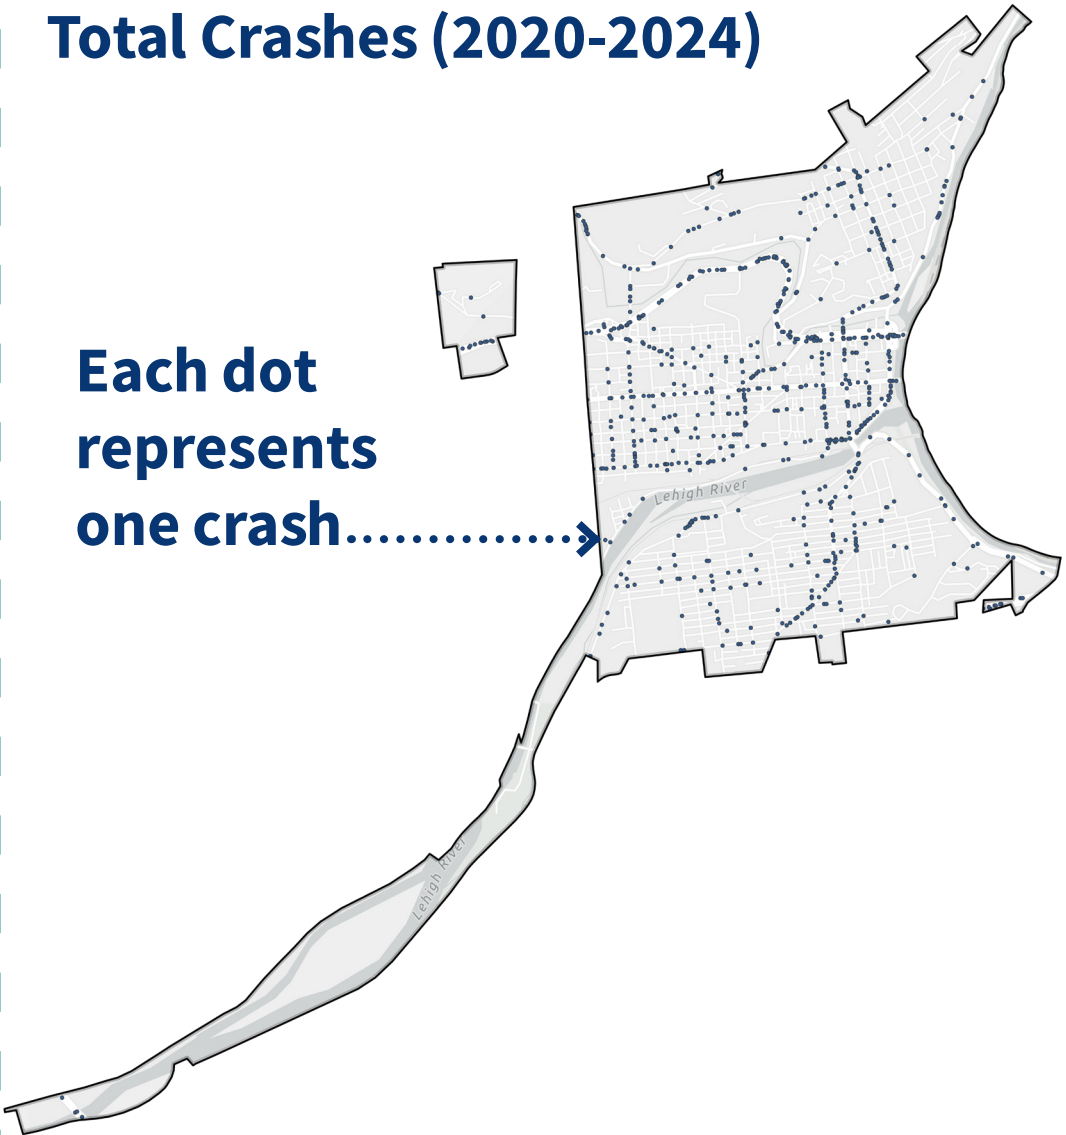 Total Crashes (2020-2024)
Each dot
represents
one crash
Lehigh River
Lehigh River